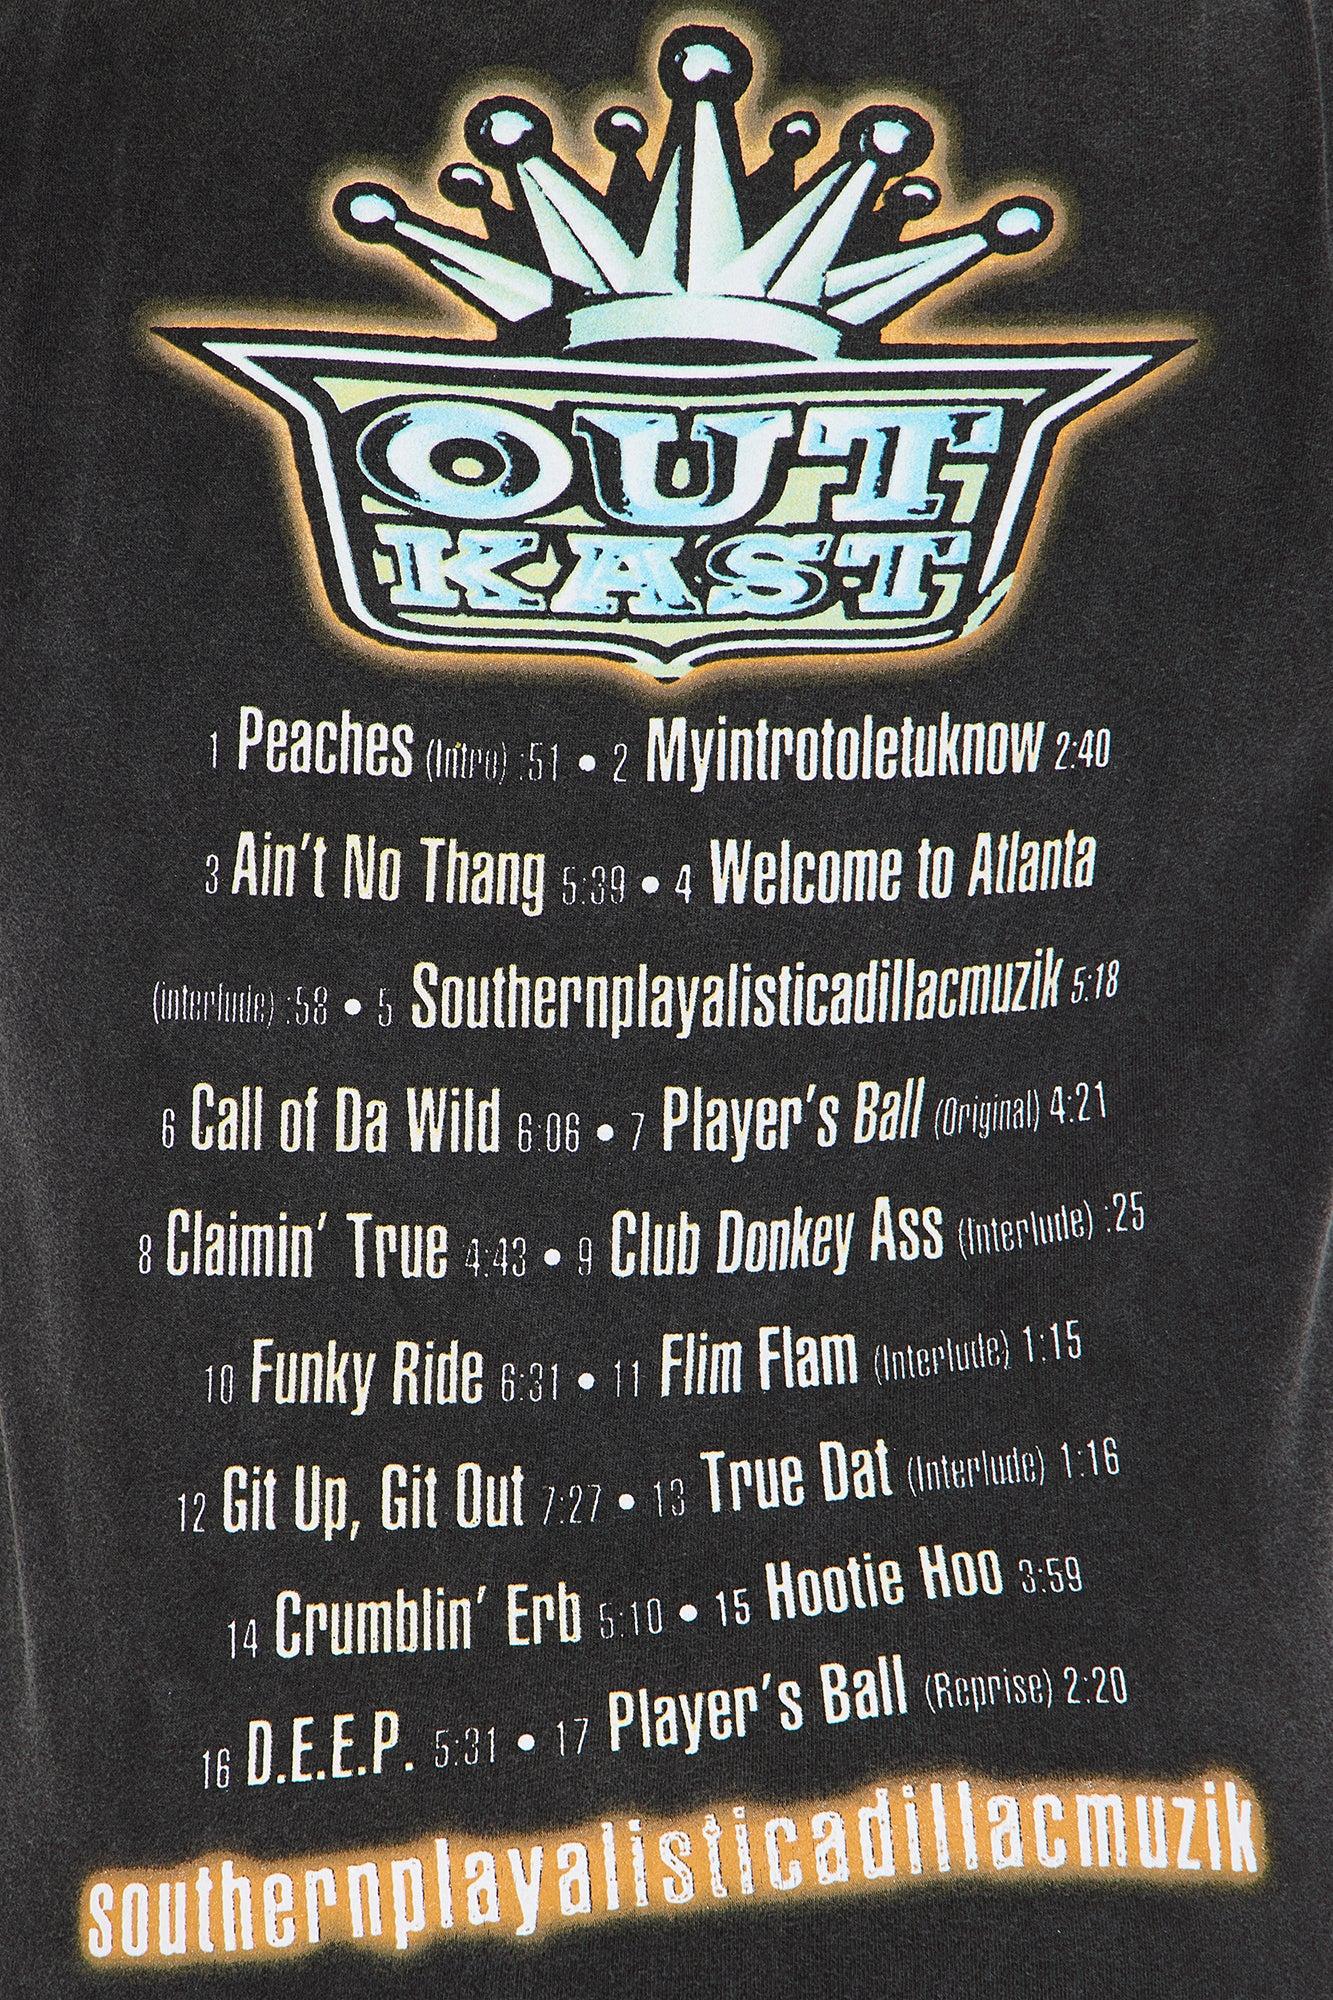 OUT
KAST
1 Peaches (Intro) :51 • 2 Myintrotoletuknow 2:40
3 Ain't No Thang 5:39 • 4 Welcome to Atlanta
(interlude) :58 • 5 Southernplayalisticadillacmuzik 5:18
6 Call of Da Wild 6:06 • 7 Player's Ball (Original) 4:21
8 Claimin' True 4:43 • 9 Club Donkey Ass (Interlude) :25
10 Funky Ride 6:31 • 11 Flim Flam (Interlude) 1:15
12 Git Up, Git Out 7:27 • 13 True Dat (Interlude) 1:16
14 Crumblin' Erb 5:10 • 15 Hootie Hoo 3:59
16 D.E.E.P. 5:31 • 17 Player's Ball (Reprise) 2:20
southernplayalisticadillacmuzik